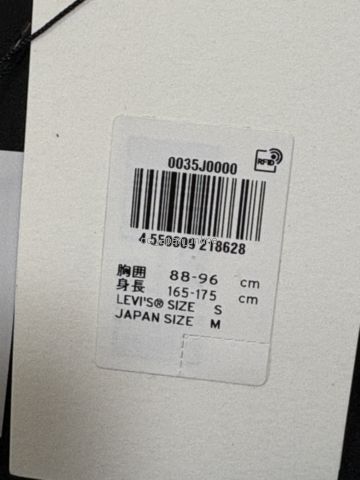 0035J0000
RFID
4 550809 218628
胸囲 88-96 cm
身長 165-175 cm
LEVI'S® SIZE S
JAPAN SIZE M